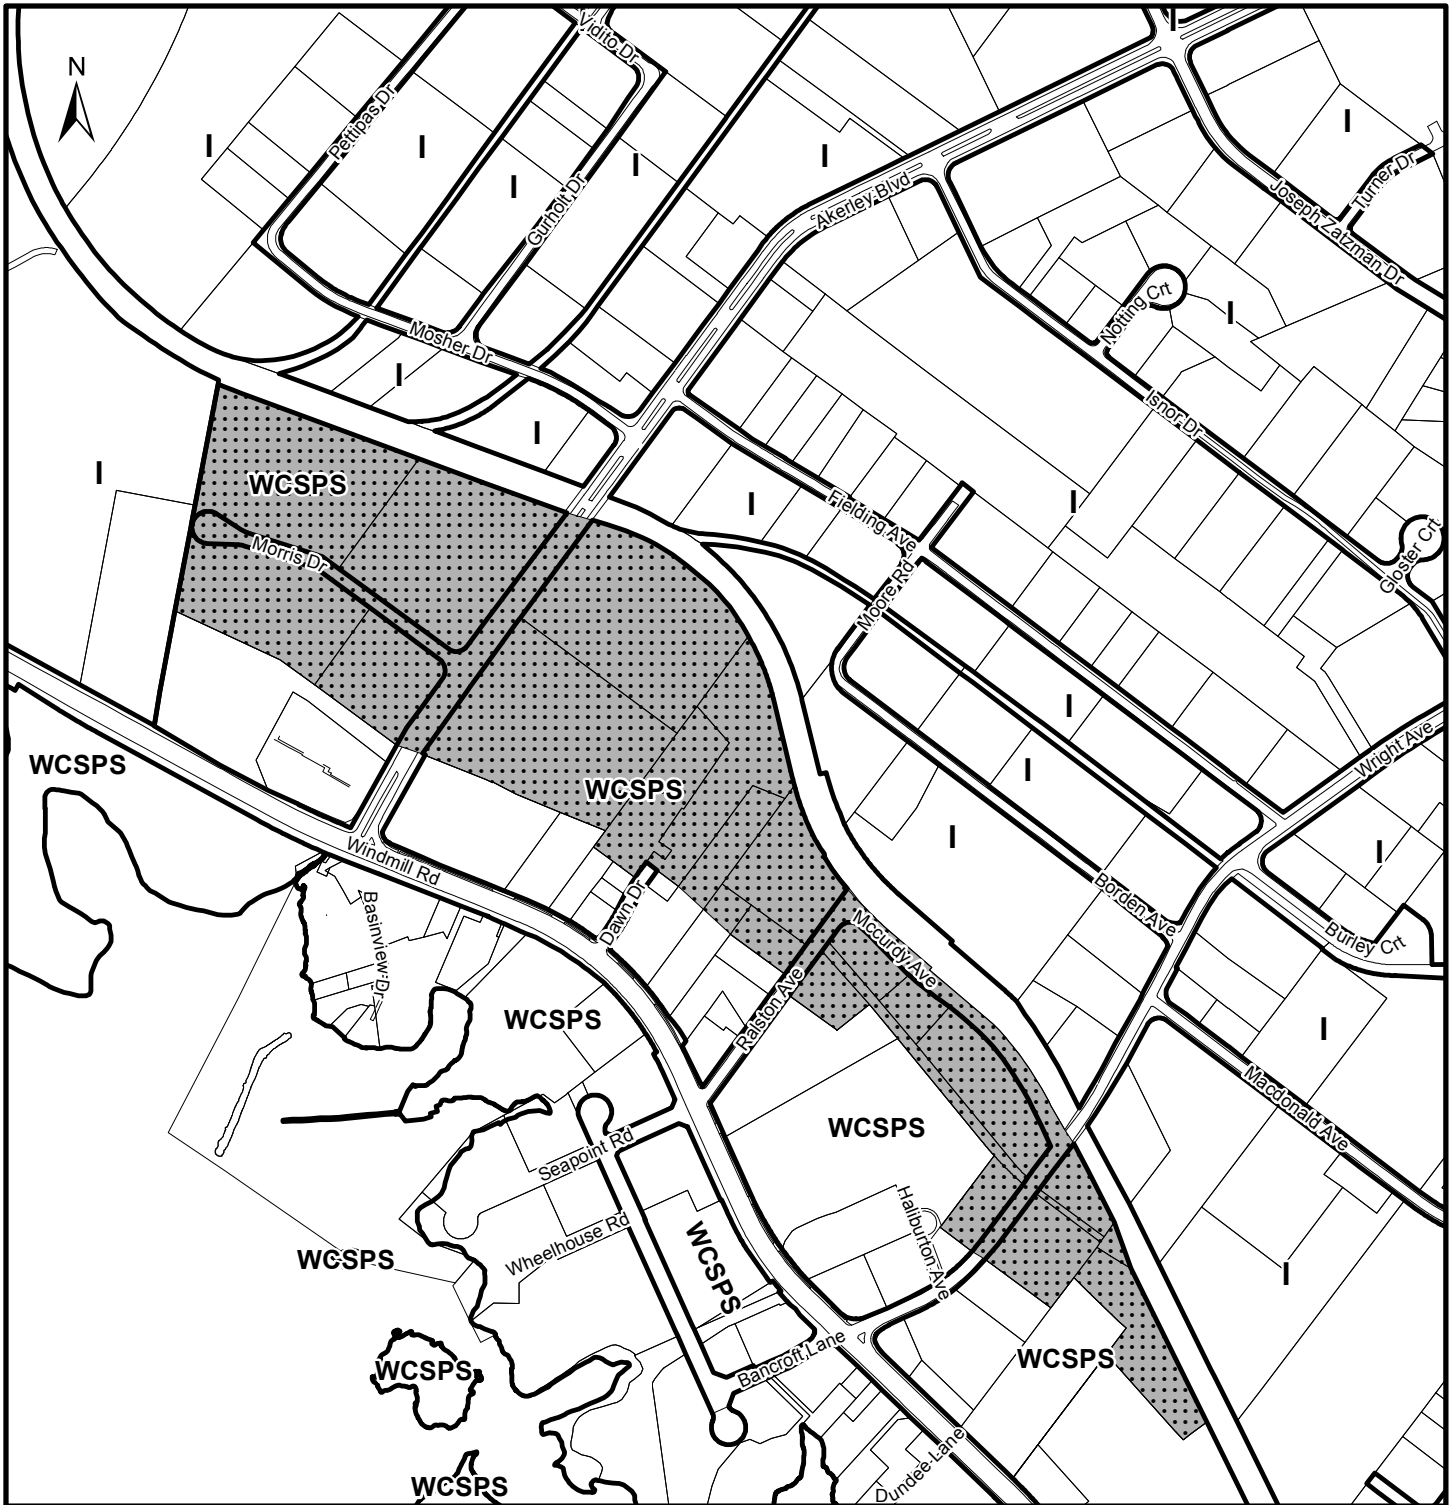 I
Vidito Dr
N
Pettipas Dr
I
I
I
I
Gurholt Dr
I
I
Akerley Blvd
I
Turner Dr
Joseph Zatzman Dr
Notting Crt
I
Mosher Dr
I
Isnor Dr
I
I
WCSPS
I
I
Fielding Ave
Gloster Crt
Morris Dr
Moore Rd
I
Wright Ave
WCSPS
I
WCSPS
I
I
Windmill Rd
Borden Ave
Dawn Dr
Basinview Dr
Mccurdy Ave
Burley Crt
Ralston Ave
WCSPS
I
Macdonald Ave
WCSPS
Seapoint Rd
Haliburton Ave
Wheelhouse Rd
WCSPS
WCSPS
I
Bancroft Lane
WCSPS
WCSPS
Dundee Lane
WCSPS